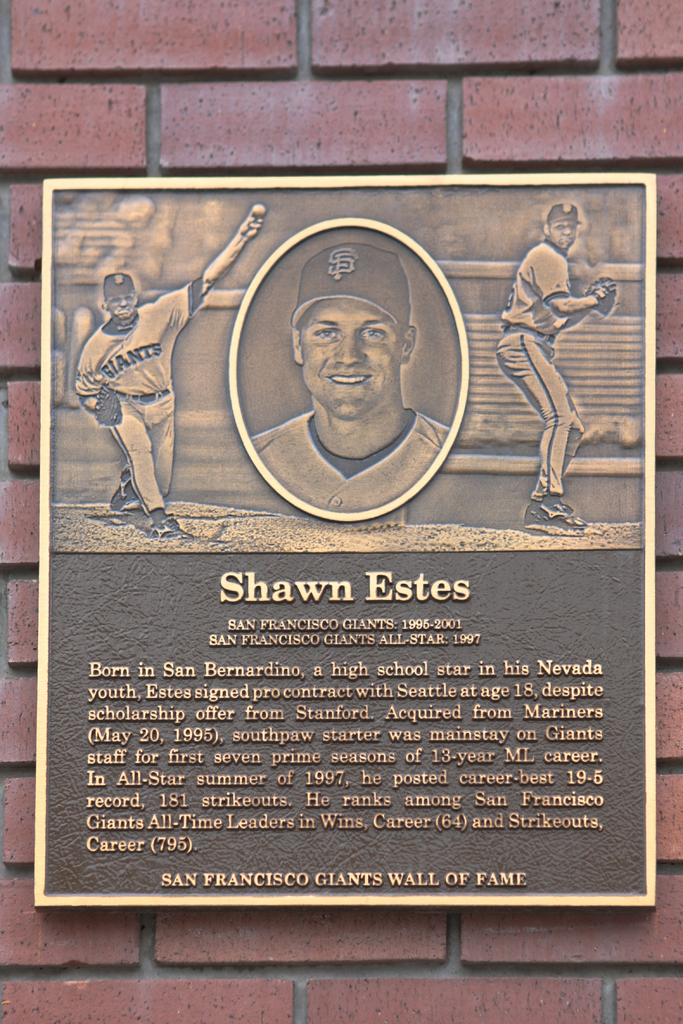 SF
GIANTS
Shawn Estes
SAN FRANCISCO GIANTS: 1995-2001
SAN FRANCISCO GIANTS ALL-STAR: 1997
Born in San Bernardino, a high school star in his Nevada
youth, Estes signed pro contract with Seattle at age 18, despite
scholarship offer from Stanford. Acquired from Mariners
(May 20, 1995), southpaw starter was mainstay on Giants
staff for first seven prime seasons of 13-year ML career.
In All-Star summer of 1997, he posted career-best 19-5
record, 181 strikeouts. He ranks among San Francisco
Giants All-Time Leaders in Wins, Career (64) and Strikeouts,
Career (795).
SAN FRANCISCO GIANTS WALL OF FAME